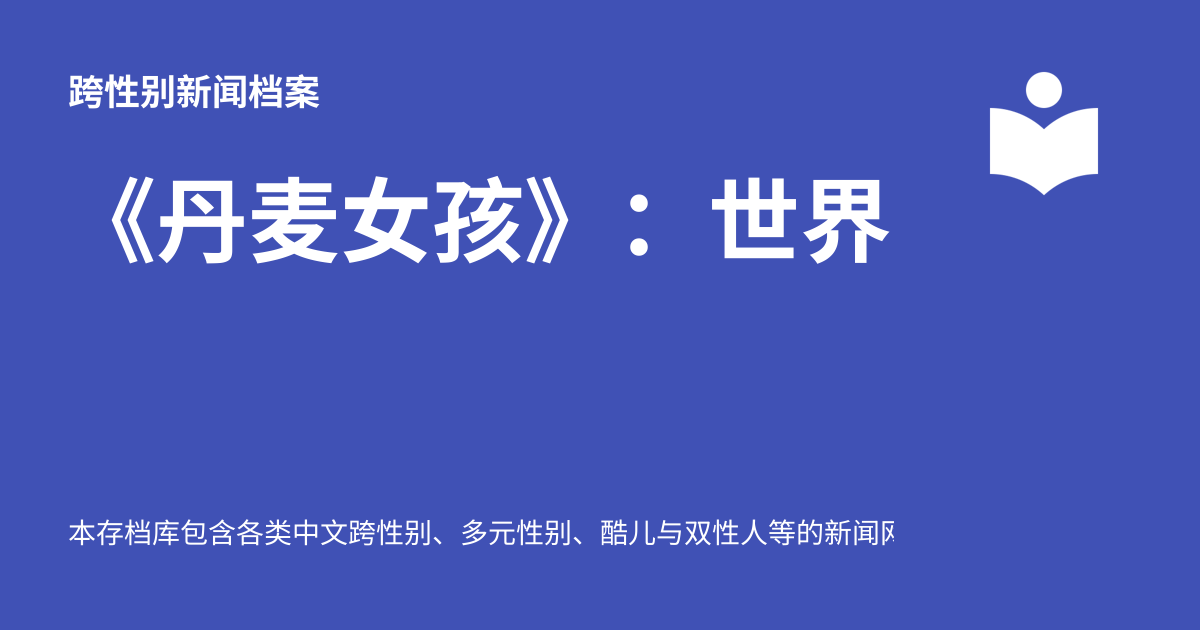 跨性别新闻档案
《丹麦女孩》：世界
本存档库包含各类中文跨性别、多元性别、酷儿与双性人等的新闻